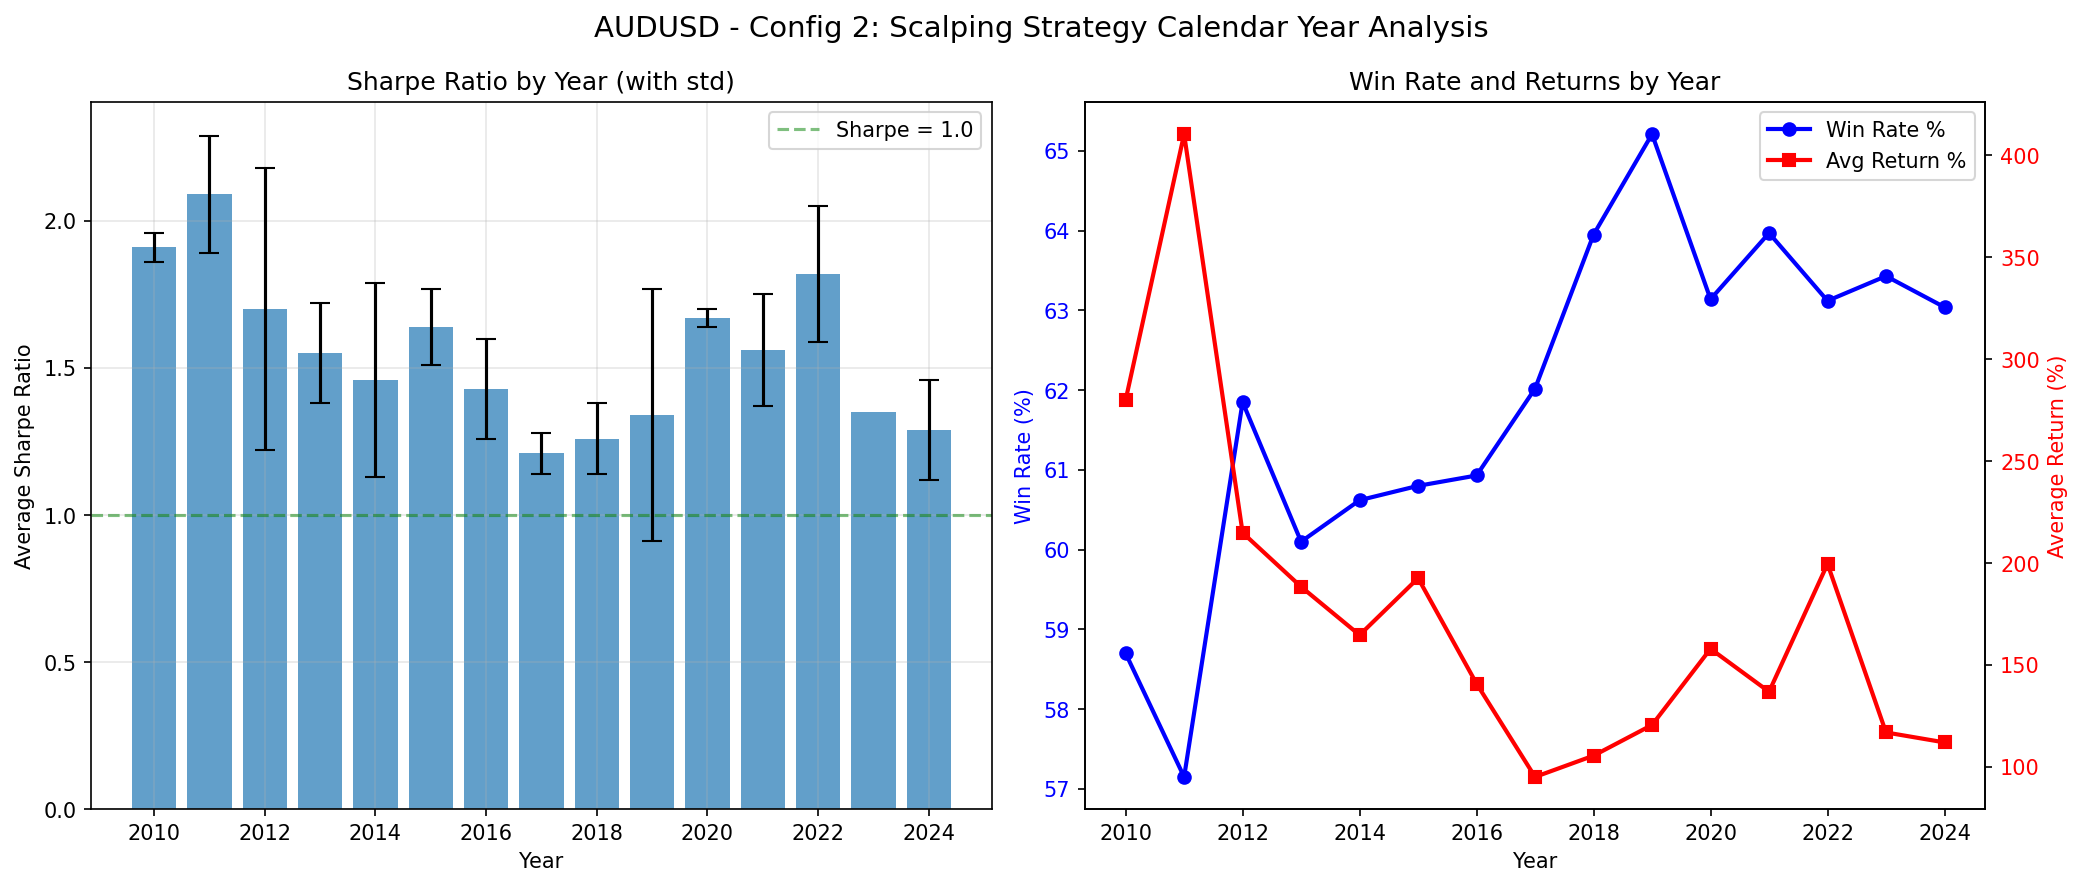 AUDUSD - Config 2: Scalping Strategy Calendar Year Analysis
Sharpe Ratio by Year (with std)
Sharpe = 1.0
Average Sharpe Ratio
2.0
1.5
1.0
0.5
0.0
2010 2012 2014 2016 2018 2020 2022 2024
Year
Win Rate and Returns by Year
Win Rate %
Avg Return %
Win Rate (%)
65
64
63
62
61
60
59
58
57
400
350
300
250
200
150
100
Average Return (%)
2010 2012 2014 2016 2018 2020 2022 2024
Year